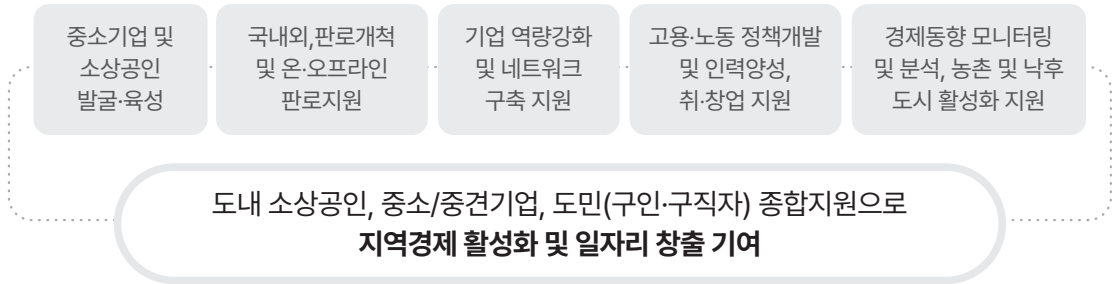 중소기업 및
소상공인
발굴·육성
국내외,판로개척
및 온·오프라인
판로지원
기업 역량강화
및 네트워크
구축 지원
고용·노동 정책개발
및 인력양성,
취·창업 지원
경제동향 모니터링
및 분석, 농촌 및 낙후
도시 활성화 지원
도내 소상공인, 중소/중견기업, 도민(구인·구직자) 종합지원으로
지역경제 활성화 및 일자리 창출 기여